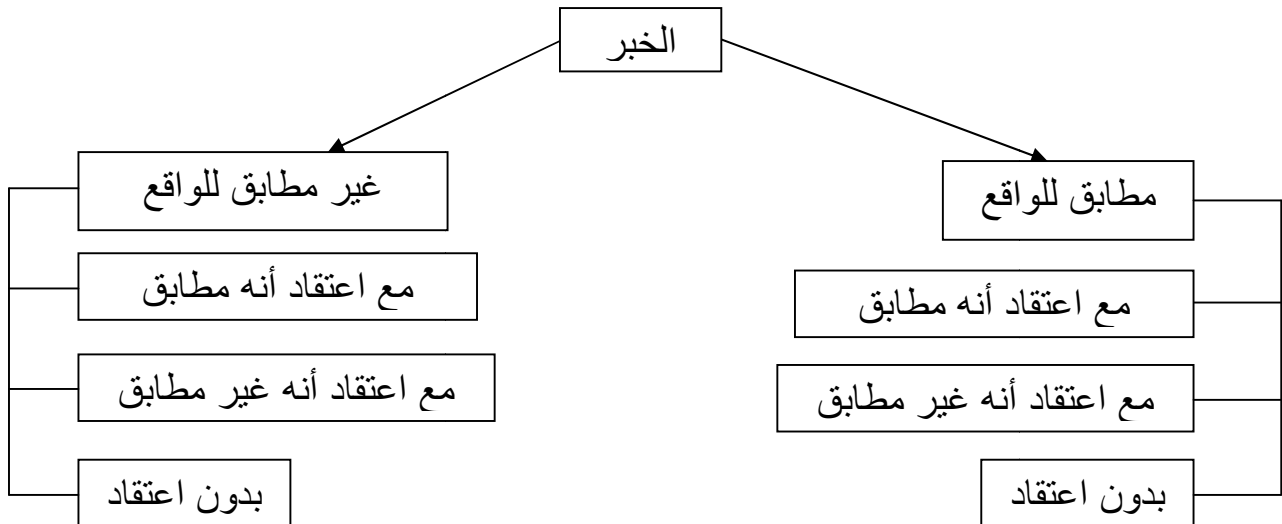 الخبر
مطابق للواقع
غير مطابق للواقع
مع اعتقاد أنه مطابق
مع اعتقاد أنه مطابق
مع اعتقاد أنه غير مطابق
مع اعتقاد أنه غير مطابق
بدون اعتقاد
بدون اعتقاد